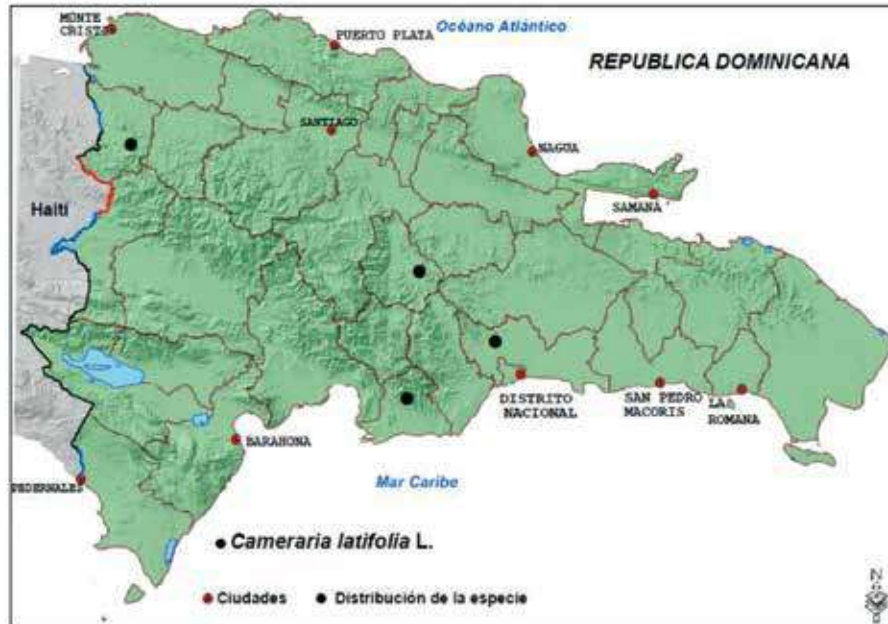 MONTE
CRISTI
PUERTO PLATA
Océano Atlántico
REPUBLICA DOMINICANA
SANTIAGO
NAGUA
SAMANA
Haití
DISTRITO
NACIONAL
SAN PEDRO
MACORIS
LA
ROMANA
BARAHONA
PEDERNALES
Mar Caribe
Cameraria latifolia L.
Ciudades
Distribución de la especie
N